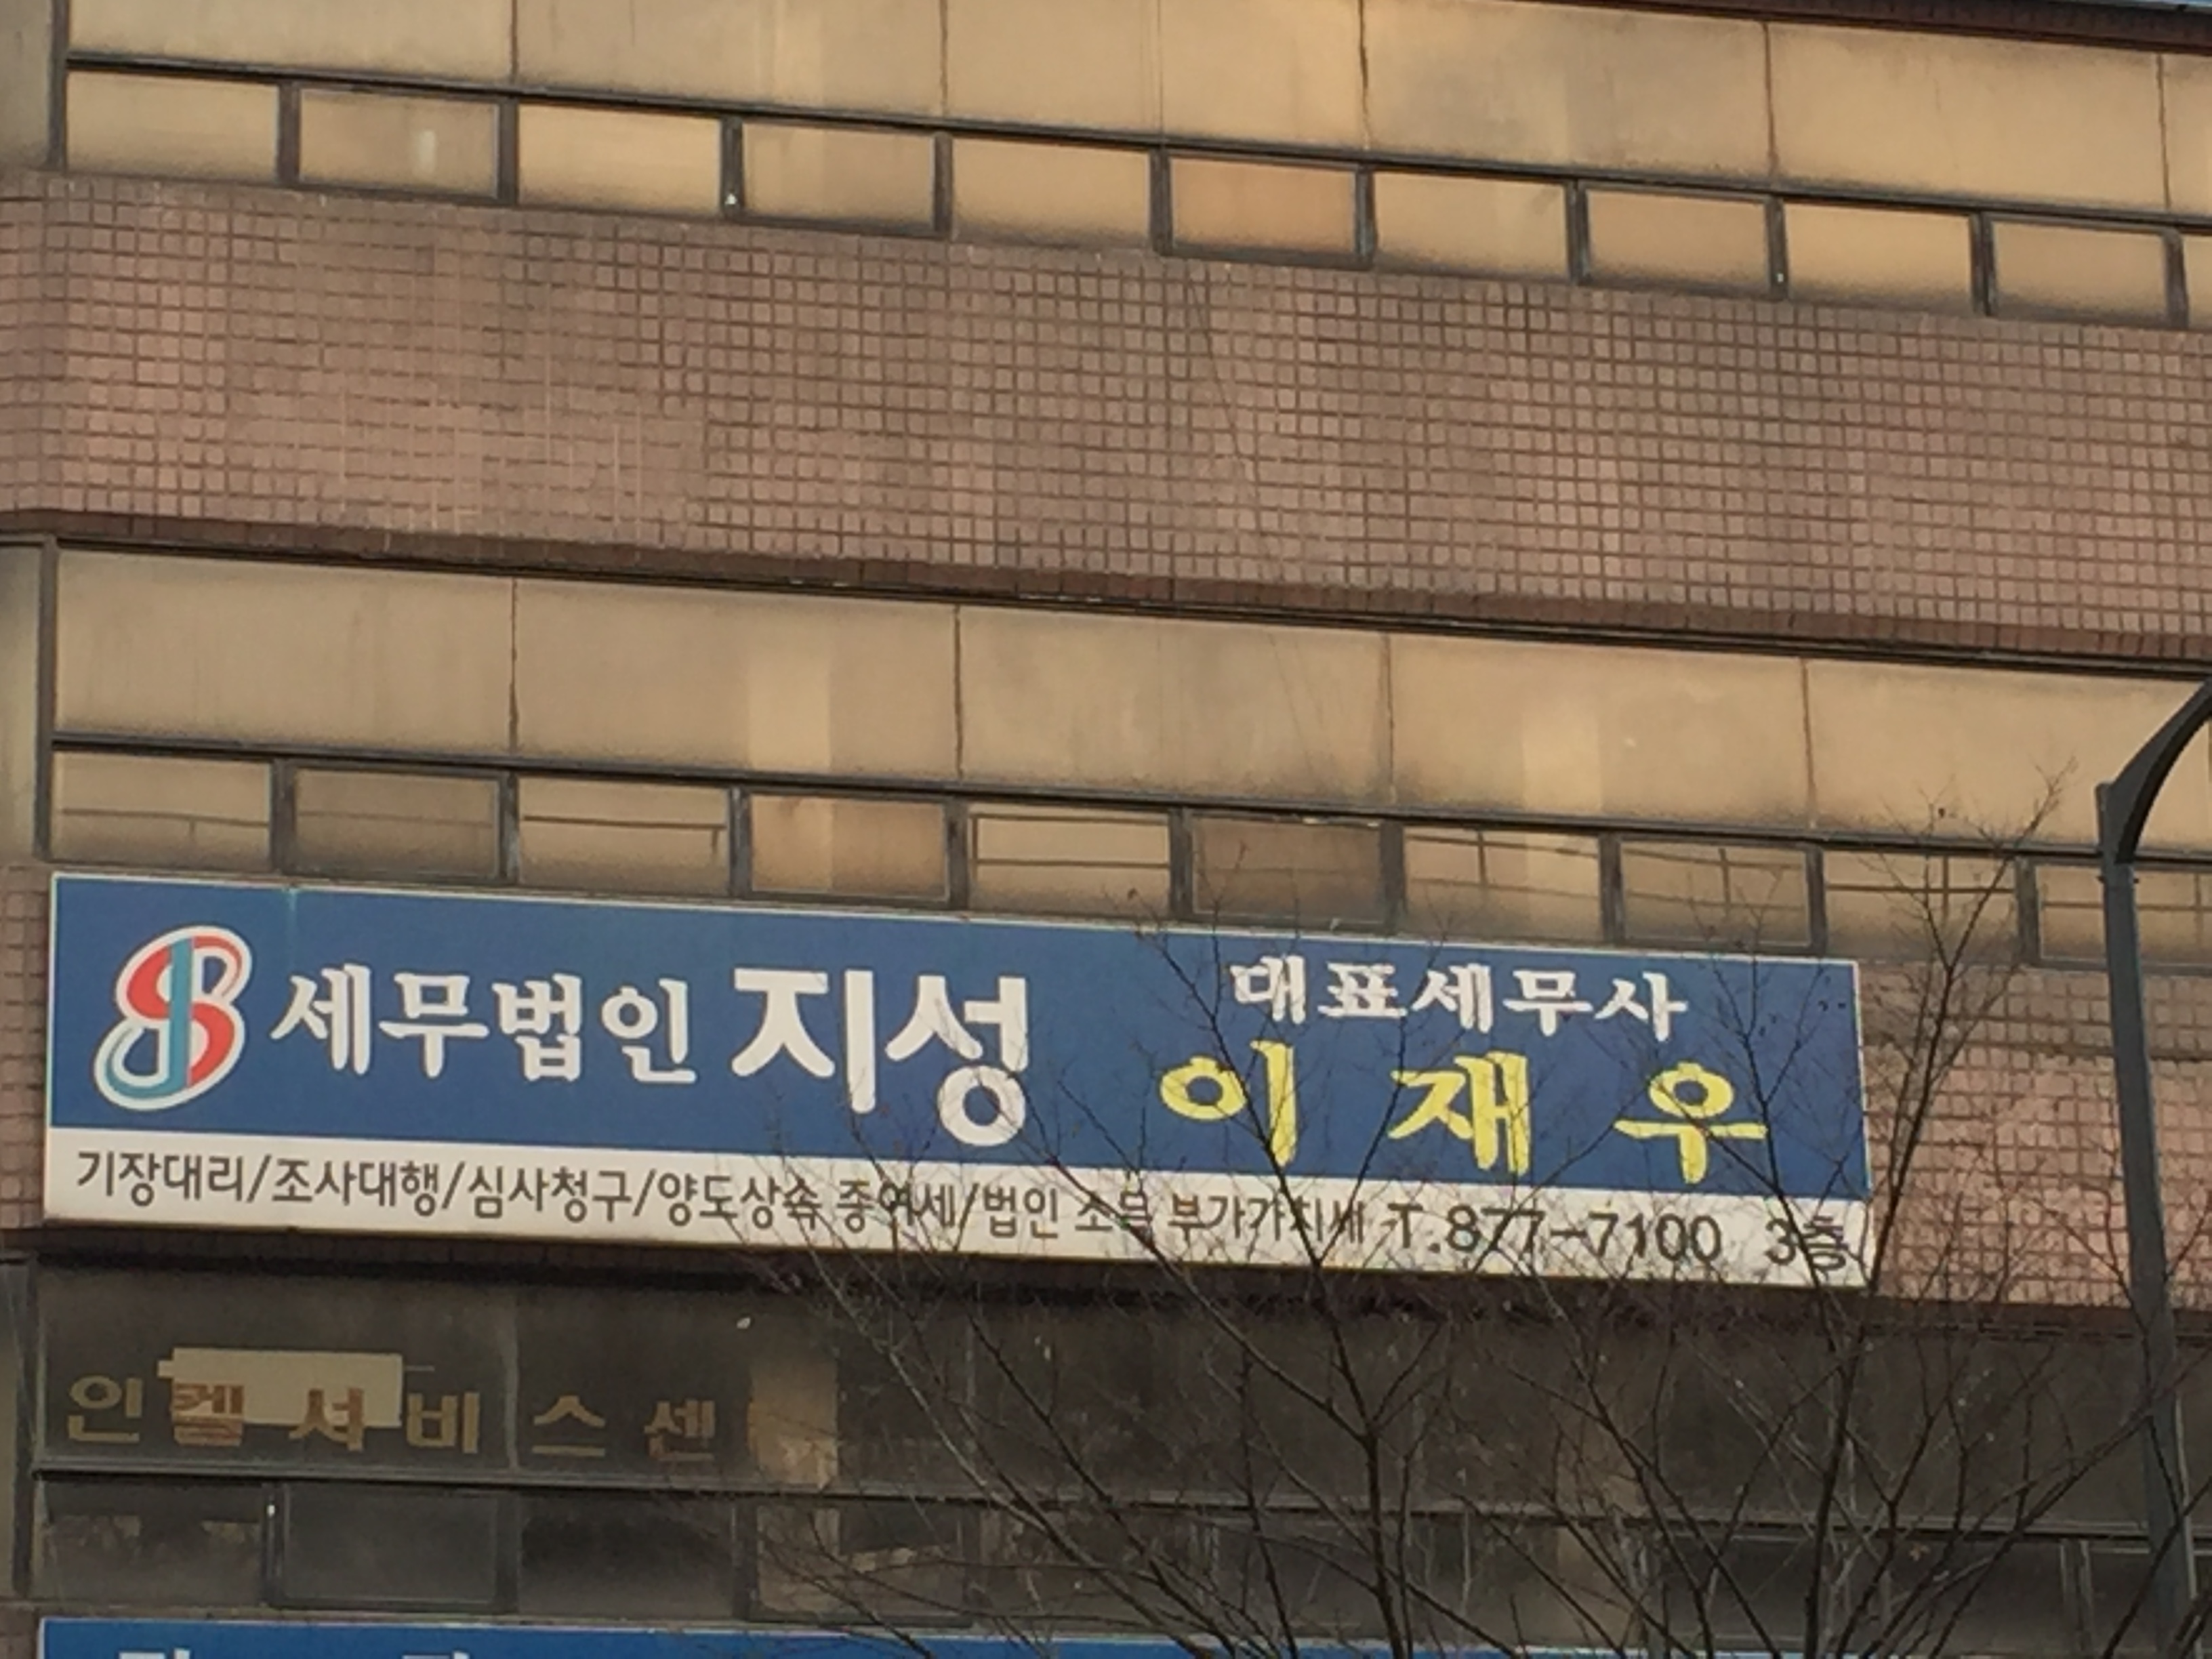 세무법인 지성
대표세무사
이재우
기장대리/조사대행/심사청구/양도상속 증여세/법인 소득 부가가치세 T.877-7100 3층
인켈 서비스센